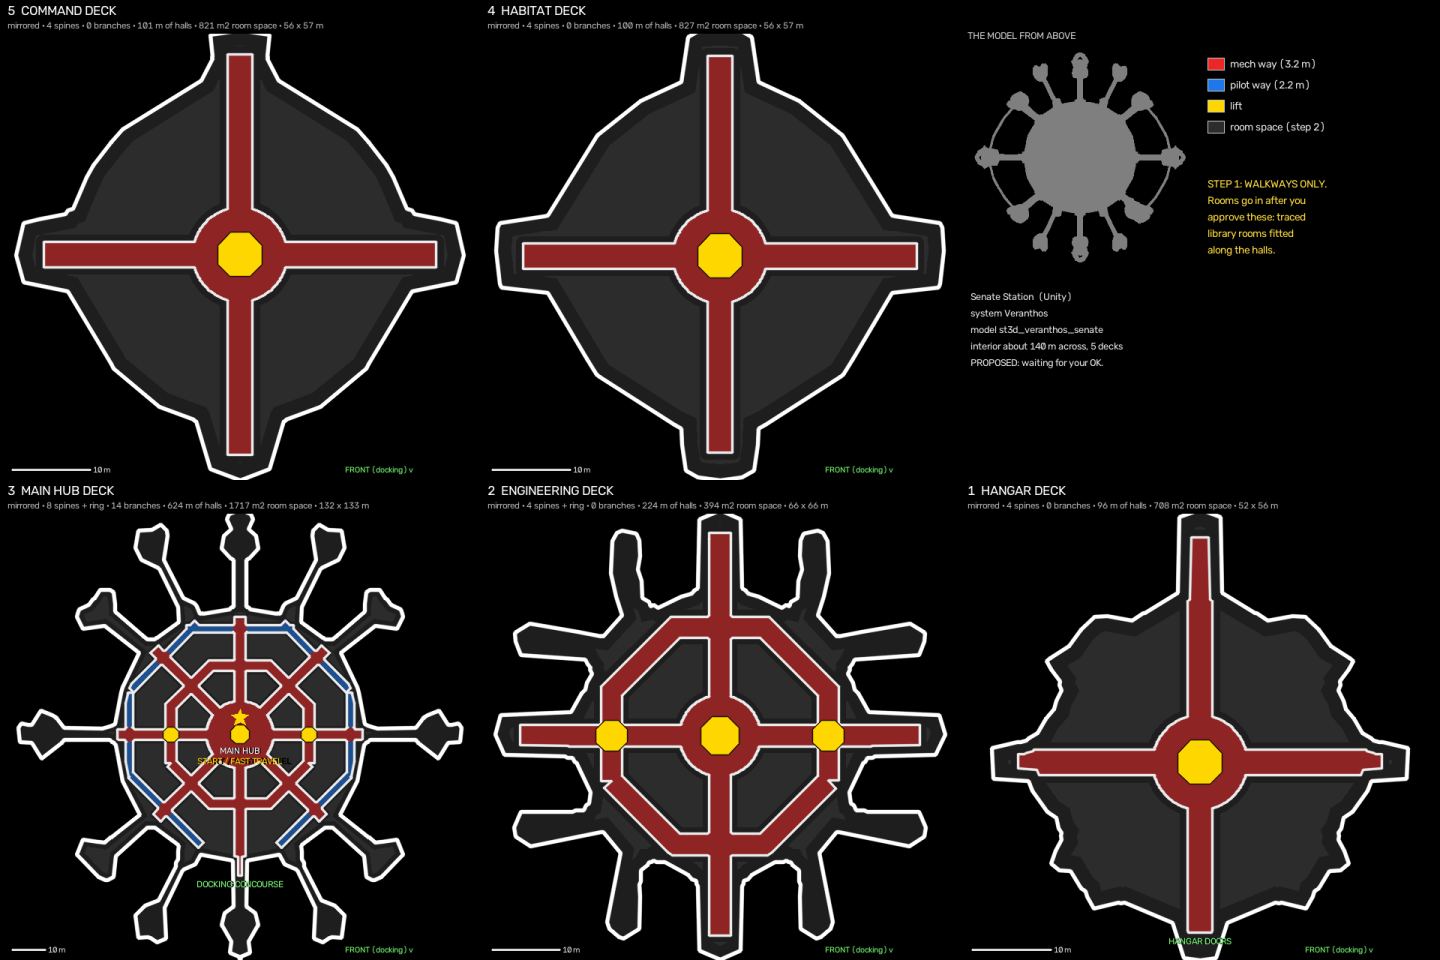 5 COMMAND DECK
mirrored • 4 spines • 0 branches • 101 m of halls • 821 m2 room space • 56 x 57 m
10 m
FRONT (docking) v
4 HABITAT DECK
mirrored • 4 spines • 0 branches • 100 m of halls • 827 m2 room space • 56 x 57 m
10 m
FRONT (docking) v
THE MODEL FROM ABOVE
mech way (3.2 m)
pilot way (2.2 m)
lift
room space (step 2)
STEP 1: WALKWAYS ONLY.
Rooms go in after you
approve these: traced
library rooms fitted
along the halls.
Senate Station (Unity)
system Veranthos
model st3d_veranthos_senate
interior about 140 m across, 5 decks
PROPOSED: waiting for your OK.
3 MAIN HUB DECK
mirrored • 8 spines + ring • 14 branches • 624 m of halls • 1717 m2 room space • 132 x 133 m
MAIN HUB
START / FAST TRAVEL
DOCKING CONCOURSE
10 m
FRONT (docking) v
2 ENGINEERING DECK
mirrored • 4 spines + ring • 0 branches • 224 m of halls • 394 m2 room space • 66 x 66 m
10 m
FRONT (docking) v
1 HANGAR DECK
mirrored • 4 spines • 0 branches • 96 m of halls • 708 m2 room space • 52 x 56 m
HANGAR DOORS
10 m
FRONT (docking) v